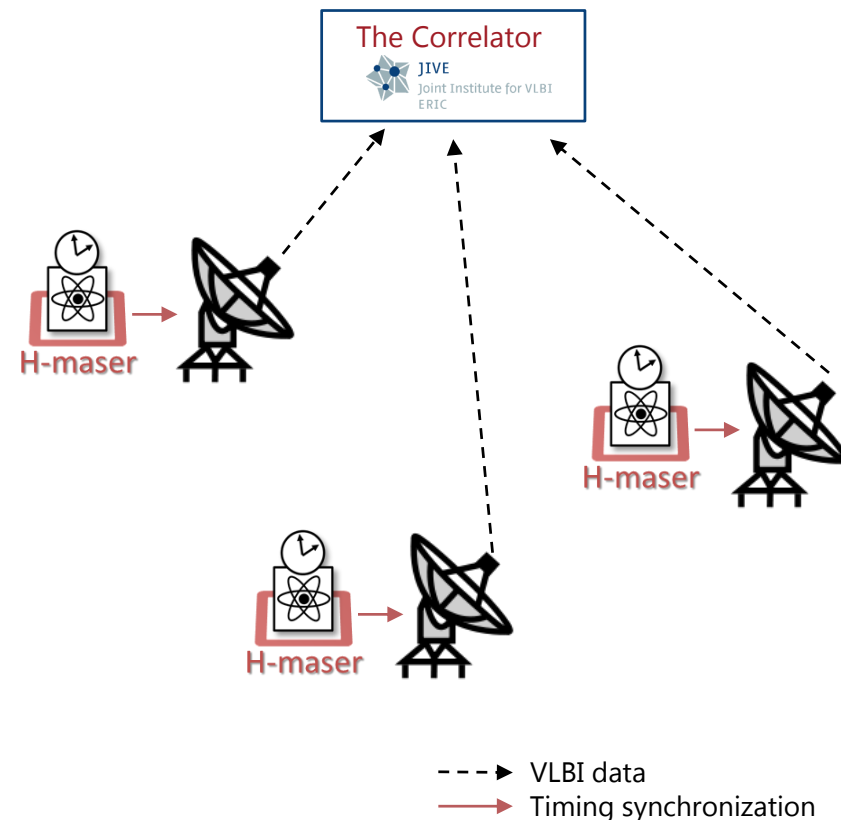 The Correlator
JIVE
Joint Institute for VLBI
ERIC
H-maser
H-maser
H-maser
VLBI data
Timing synchronization